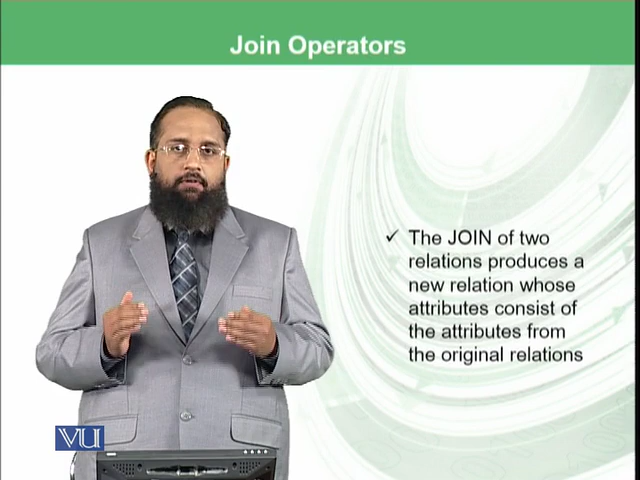 Join Operators
✓ The JOIN of two
relations produces a
new relation whose
attributes consist of
the attributes from
the original relations
VU